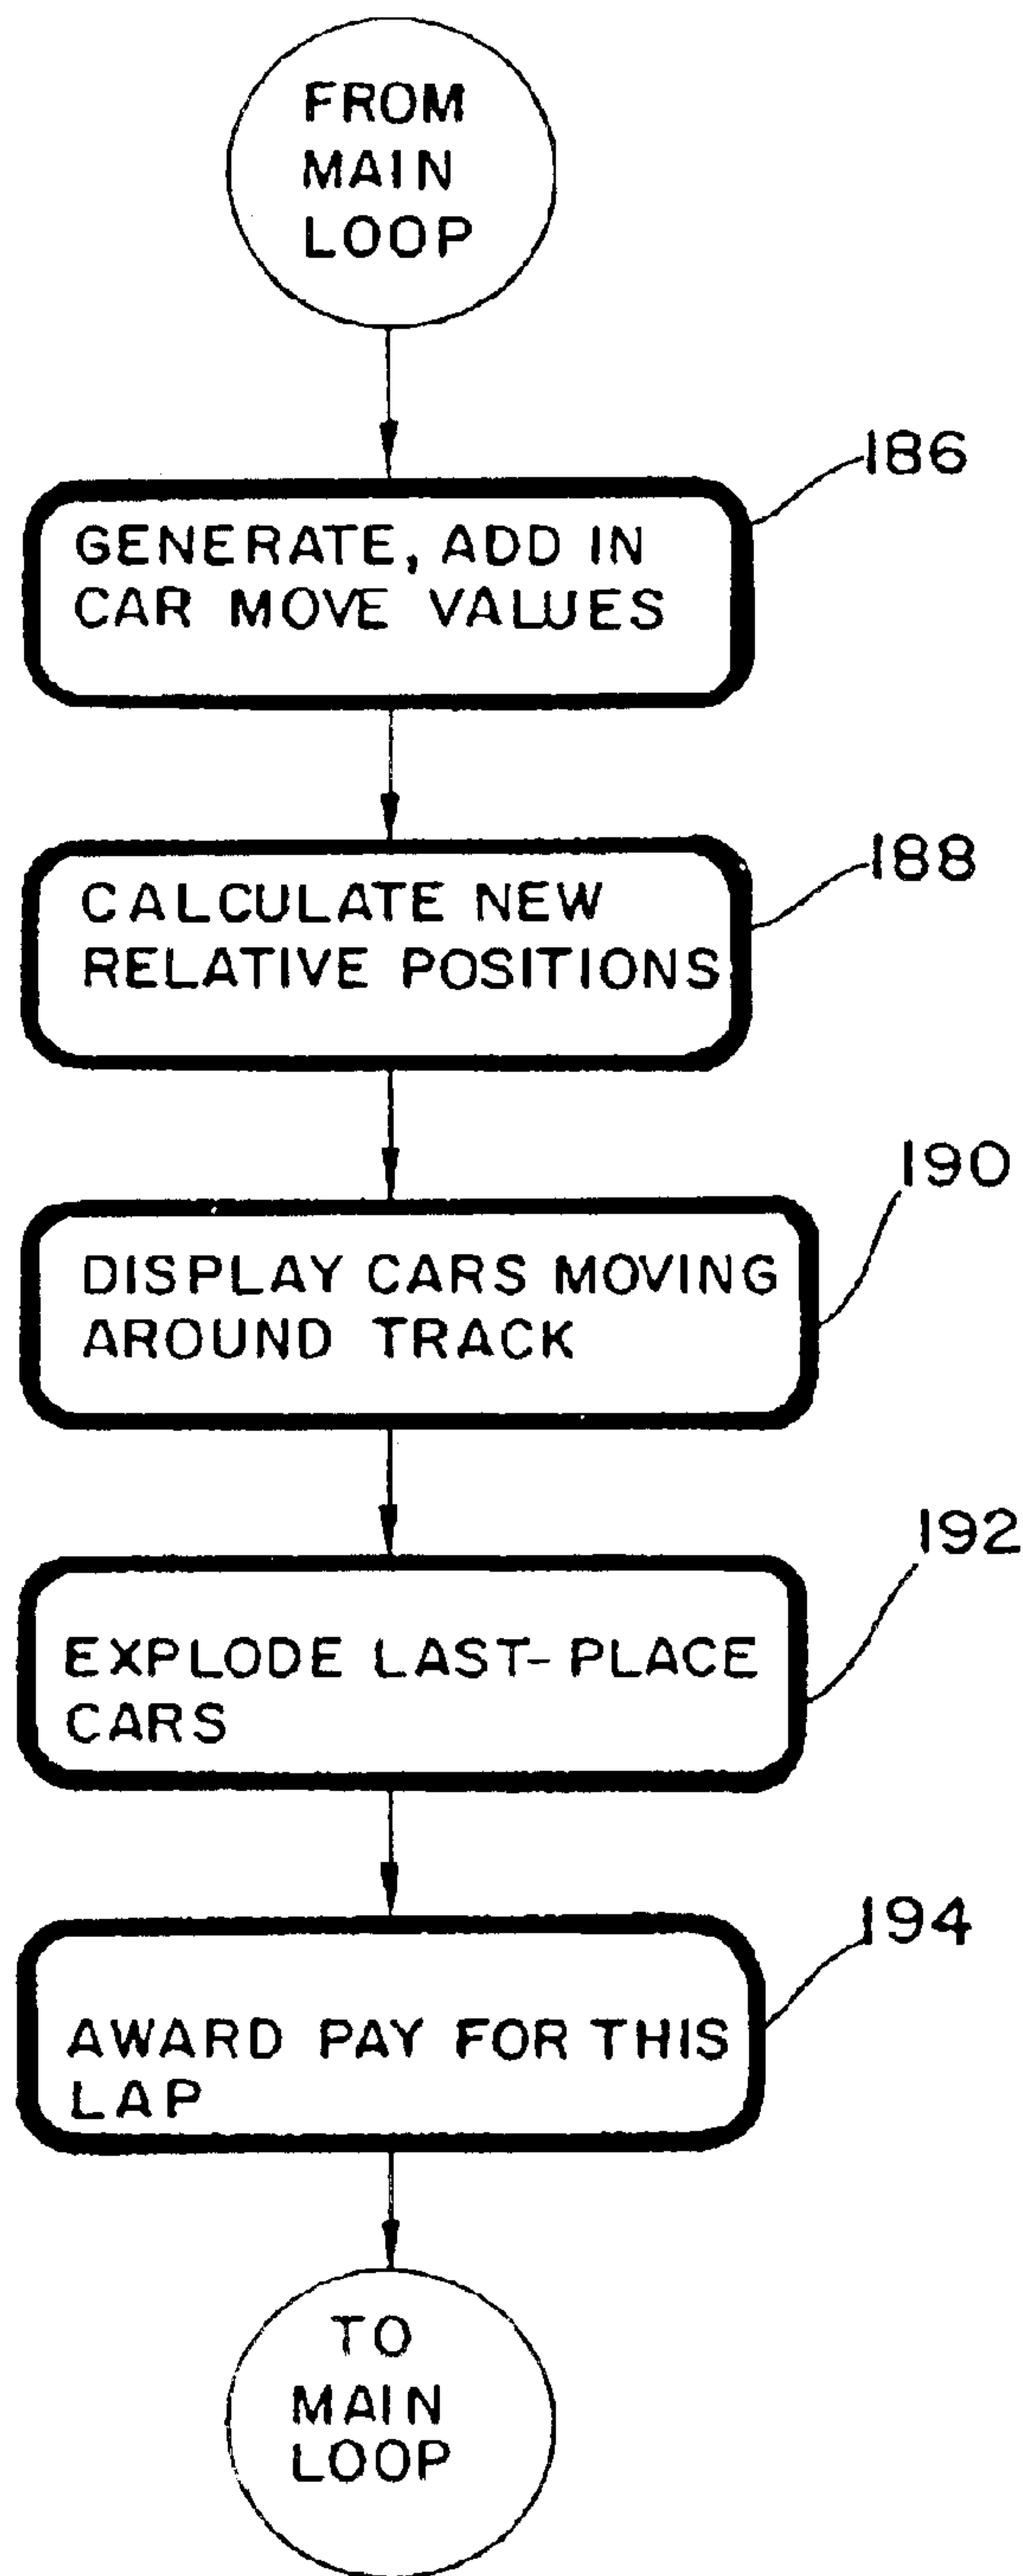 FROM
MAIN
LOOP
186
GENERATE, ADD IN
CAR MOVE VALUES
188
CALCULATE NEW
RELATIVE POSITIONS
190
DISPLAY CARS MOVING
AROUND TRACK
192
EXPLODE LAST-PLACE
CARS
194
AWARD PAY FOR THIS
LAP
TO
MAIN
LOOP